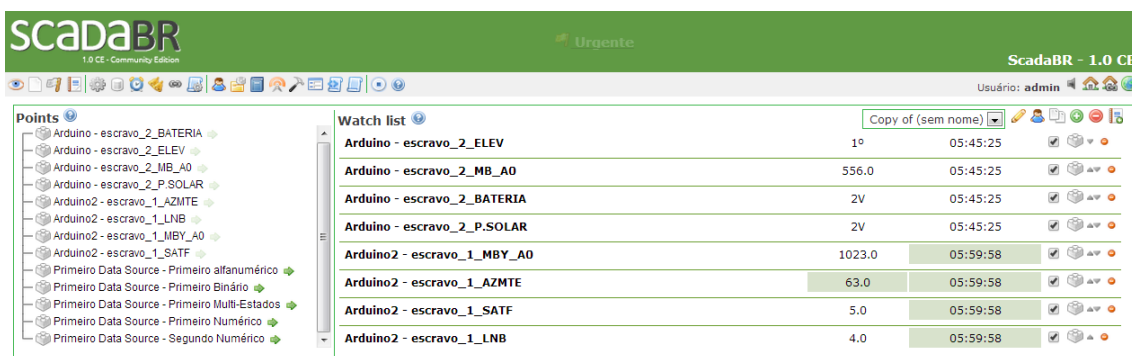 scadaBR
1.0 CE - Community Edition
Urgente
ScadaBR - 1.0 CE
Usuário: admin
Points
Arduino - escravo_2_BATERIA
Arduino - escravo_2_ELEV
Arduino - escravo_2_MB_A0
Arduino - escravo_2_P.SOLAR
Arduino2 - escravo_1_AZMTE
Arduino2 - escravo_1_LNB
Arduino2 - escravo_1_MBY_A0
Arduino2 - escravo_1_SATF
Primeiro Data Source - Primeiro alfanumérico
Primeiro Data Source - Primeiro Binário
Primeiro Data Source - Primeiro Multi-Estados
Primeiro Data Source - Primeiro Numérico
Primeiro Data Source - Segundo Numérico
Watch list Copy of (sem nome)
Arduino - escravo_2_ELEV 1º 05:45:25
Arduino - escravo_2_MB_A0 556.0 05:45:25
Arduino - escravo_2_BATERIA 2V 05:45:25
Arduino - escravo_2_P.SOLAR 2V 05:45:25
Arduino2 - escravo_1_MBY_A0 1023.0 05:59:58
Arduino2 - escravo_1_AZMTE 63.0 05:59:58
Arduino2 - escravo_1_SATF 5.0 05:59:58
Arduino2 - escravo_1_LNB 4.0 05:59:58